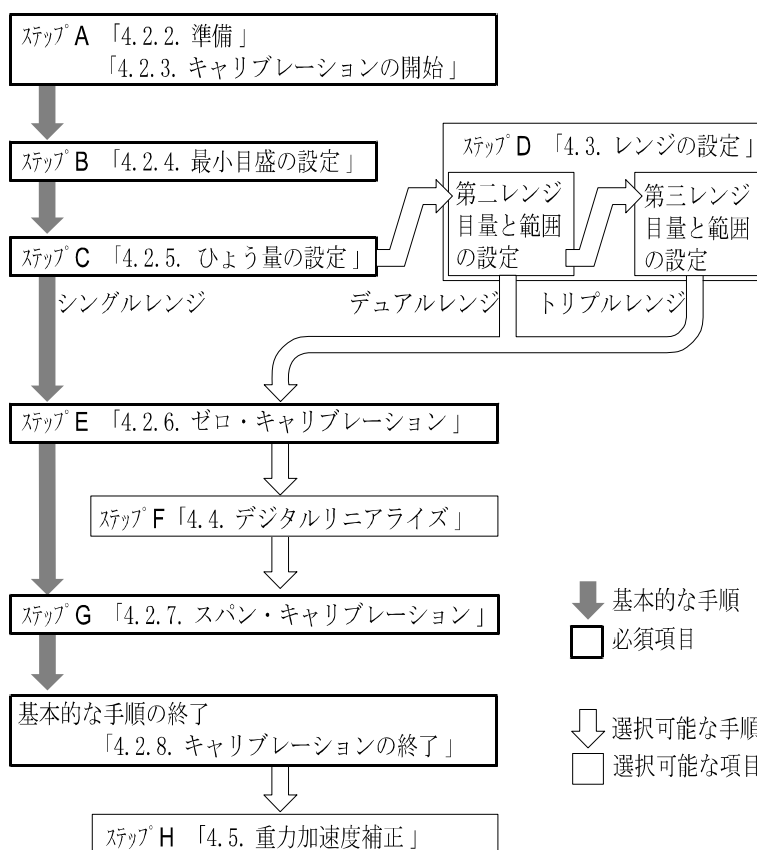 ステップA 「4.2.2. 準備」
「4.2.3. キャリブレーションの開始」
ステップB 「4.2.4. 最小目盛の設定」
ステップC 「4.2.5. ひょう量の設定」
ステップD 「4.3. レンジの設定」
第二レンジ
目量と範囲
の設定
第三レンジ
目量と範囲
の設定
シングルレンジ
デュアルレンジ
トリプルレンジ
ステップE 「4.2.6. ゼロ・キャリブレーション」
ステップF「4.4. デジタルリニアライズ」
ステップG 「4.2.7. スパン・キャリブレーション」
基本的な手順
必須項目
基本的な手順の終了
「4.2.8. キャリブレーションの終了」
選択可能な手順
選択可能な項目
ステップH 「4.5. 重力加速度補正」